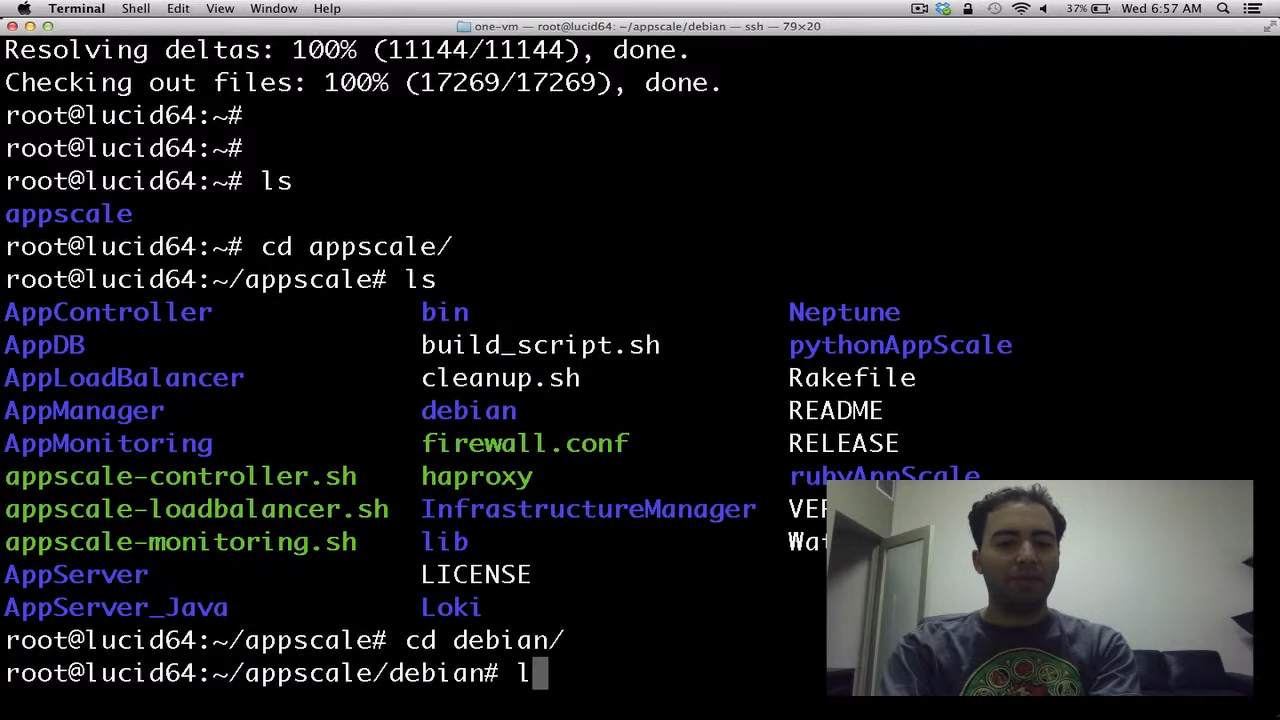 Terminal Shell Edit View Window Help 37% Wed 6:57 AM
one-vm — root@lucid64: ~/appscale/debian — ssh — 79×20
Resolving deltas: 100% (11144/11144), done.
Checking out files: 100% (17269/17269), done.
root@lucid64:~#
root@lucid64:~#
root@lucid64:~# ls
appscale
root@lucid64:~# cd appscale/
root@lucid64:~/appscale# ls
AppController bin Neptune
AppDB build_script.sh pythonAppScale
AppLoadBalancer cleanup.sh Rakefile
AppManager debian README
AppMonitoring firewall.conf RELEASE
appscale-controller.sh haproxy rubyAppScale
appscale-loadbalancer.sh InfrastructureManager VER
appscale-monitoring.sh lib Wat
AppServer LICENSE
AppServer_Java Loki
root@lucid64:~/appscale# cd debian/
root@lucid64:~/appscale/debian# l